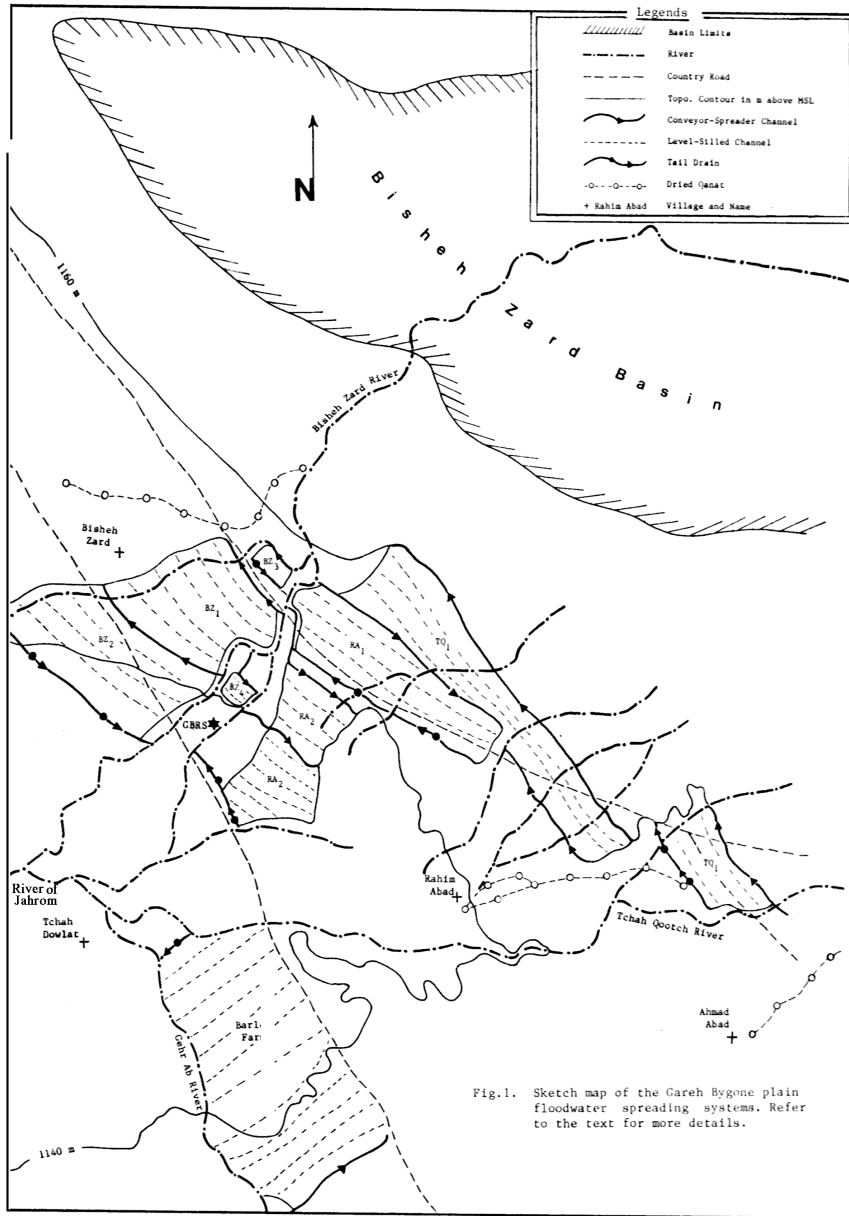 Legends
Basin Limits
River
Country Road
Topo. Contour in m above MSL
Conveyor-Spreader Channel
Level-Silled Channel
Tail Drain
Dried Qanat
+ Rahim Abad Village and Name
N
Bisheh
Zard Basin
1160 m
Bisheh Zard River
Bisheh
Zard
BZ3
BZ1
BZ2
RA1
TQ1
BZ4
GBRS
RA2
RA2
River of
Jahrom
Rahim
Abad
TQ1
Tchah
Dowlat
Tchah Qootch River
Ahmad
Abad
Gehr Ab River
1140 m
Fig.1. Sketch map of the Gareh Bygone plain
floodwater spreading systems. Refer
to the text for more details.